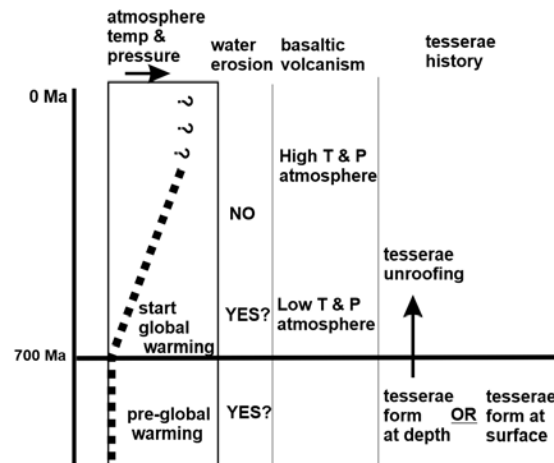 atmosphere
temp &
pressure
water
erosion
basaltic
volcanism
tesserae
history
0 Ma
?
?
?
High T & P
atmosphere
NO
tesserae
unroofing
start
global
warming
YES?
Low T & P
atmosphere
700 Ma
pre-global
warming
YES?
tesserae
form
at depth
OR
tesserae
form at
surface